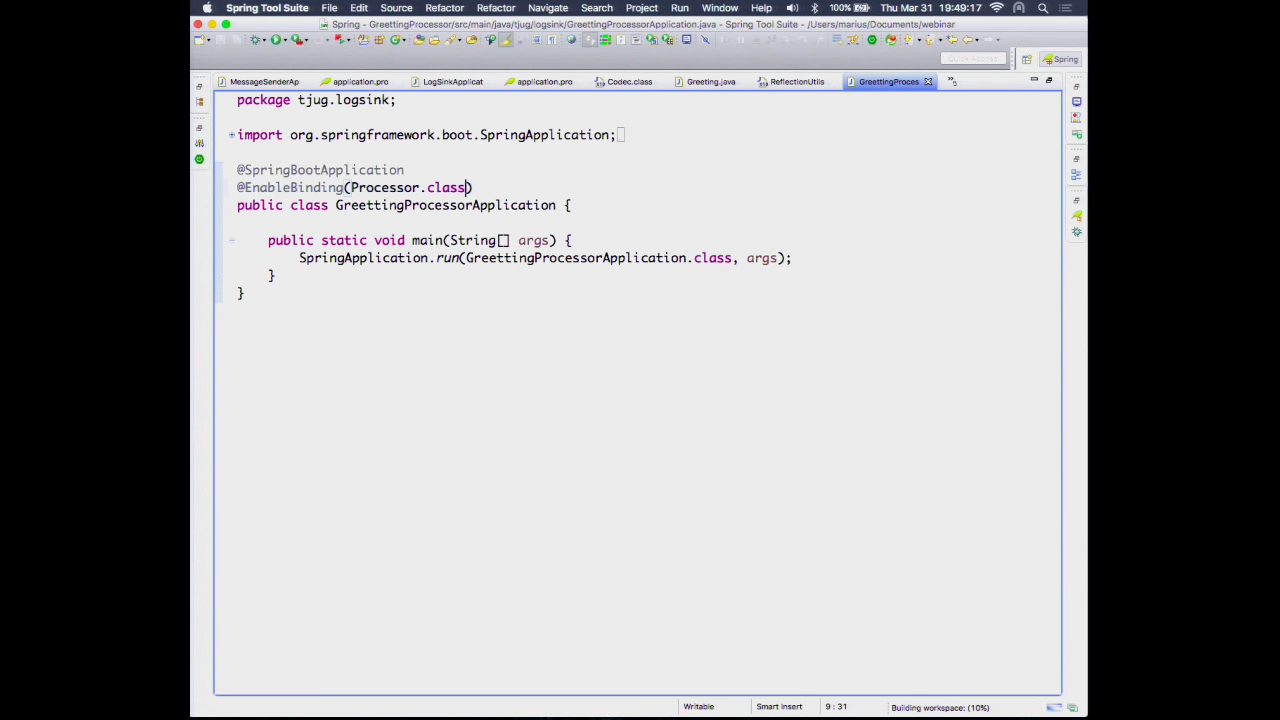 Spring Tool Suite File Edit Source Refactor Refactor Navigate Search Project Run Window Help 100% Thu Mar 31 19:49:17
Spring - GreettingProcessor/src/main/java/tjug/logsink/GreettingProcessorApplication.java - Spring Tool Suite - /Users/marius/Documents/webinar
Quick Access Spring
MessageSenderAp application.pro LogSinkApplicat application.pro Codec.class Greeting.java ReflectionUtils GreettingProces »5
package tjug.logsink;
import org.springframework.boot.SpringApplication;
@SpringBootApplication
@EnableBinding(Processor.class)
public class GreettingProcessorApplication {
public static void main(String[] args) {
SpringApplication.run(GreettingProcessorApplication.class, args);
}
}
Writable Smart Insert 9 : 31 Building workspace: (10%)